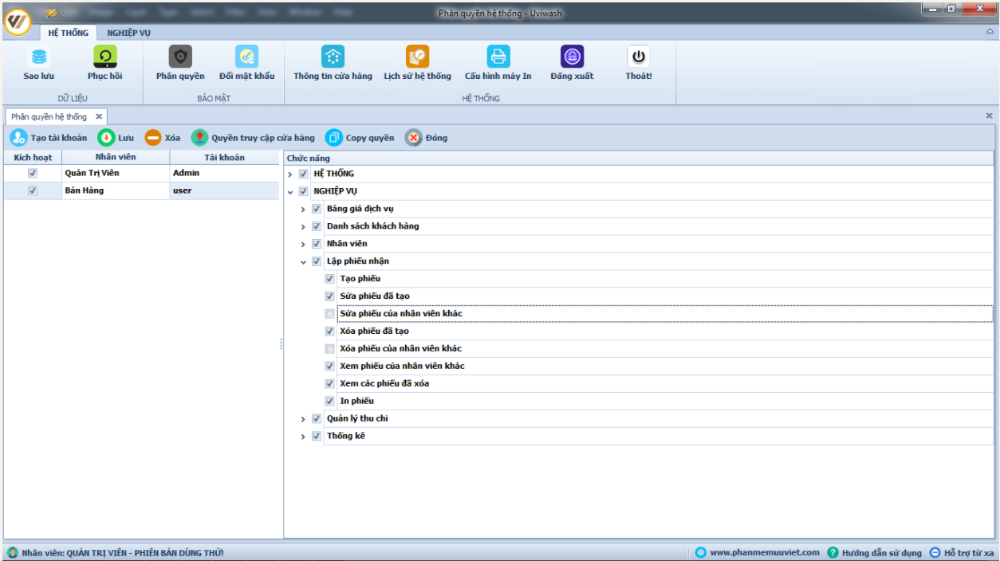 Phân quyền hệ thống - Uviwash
HỆ THỐNG NGHIỆP VỤ
Sao lưu Phục hồi Phân quyền Đổi mật khẩu Thông tin cửa hàng Lịch sử hệ thống Cấu hình máy In Đăng xuất Thoát!
DỮ LIỆU BẢO MẬT HỆ THỐNG
Phân quyền hệ thống
Tạo tài khoản Lưu Xóa Quyền truy cập cửa hàng Copy quyền Đóng
Kích hoạt Nhân viên Tài khoản Chức năng
Quản Trị Viên Admin HỆ THỐNG
Bán Hàng user NGHIỆP VỤ
Bảng giá dịch vụ
Danh sách khách hàng
Nhân viên
Lập phiếu nhận
Tạo phiếu
Sửa phiếu đã tạo
Sửa phiếu của nhân viên khác
Xóa phiếu đã tạo
Xóa phiếu của nhân viên khác
Xem phiếu của nhân viên khác
Xem các phiếu đã xóa
In phiếu
Quản lý thu chi
Thống kê
Nhân viên: QUẢN TRỊ VIÊN - PHIÊN BẢN DÙNG THỬ! www.phanmemuuviet.com Hướng dẫn sử dụng Hỗ trợ từ xa